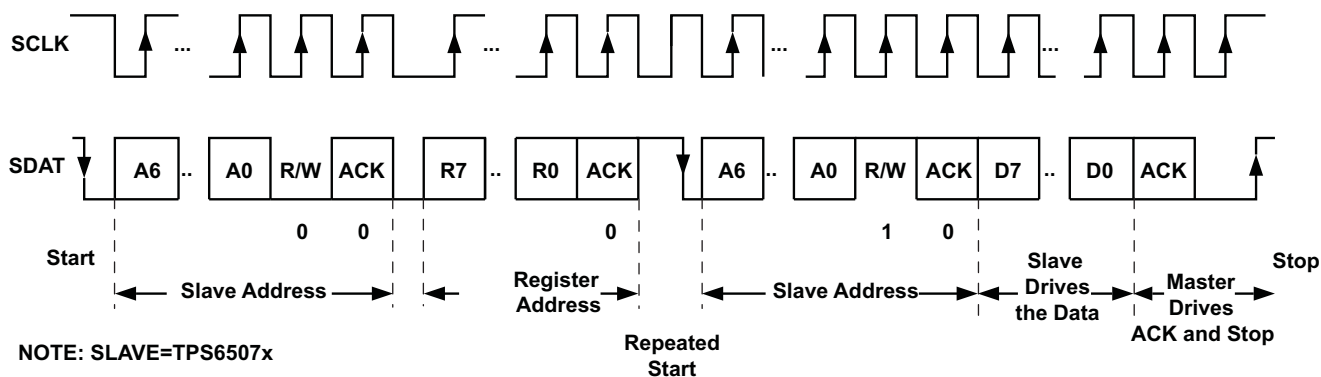 SCLK ... ... ... ...
SDAT A6 .. A0 R/W ACK R7 .. R0 ACK A6 .. A0 R/W ACK D7 .. D0 ACK
0 0 0 1 0
Start
Slave Address
Register
Address
Repeated
Start
Slave Address
Slave
Drives
the Data
Master
Drives
ACK and Stop
Stop
NOTE: SLAVE=TPS6507x